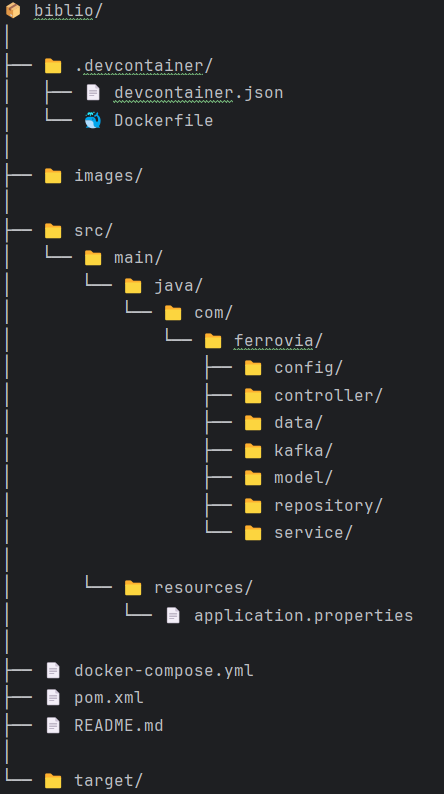 biblio/
.devcontainer/
devcontainer.json
Dockerfile
images/
src/
main/
java/
com/
ferrovia/
config/
controller/
data/
kafka/
model/
repository/
service/
resources/
application.properties
docker-compose.yml
pom.xml
README.md
target/